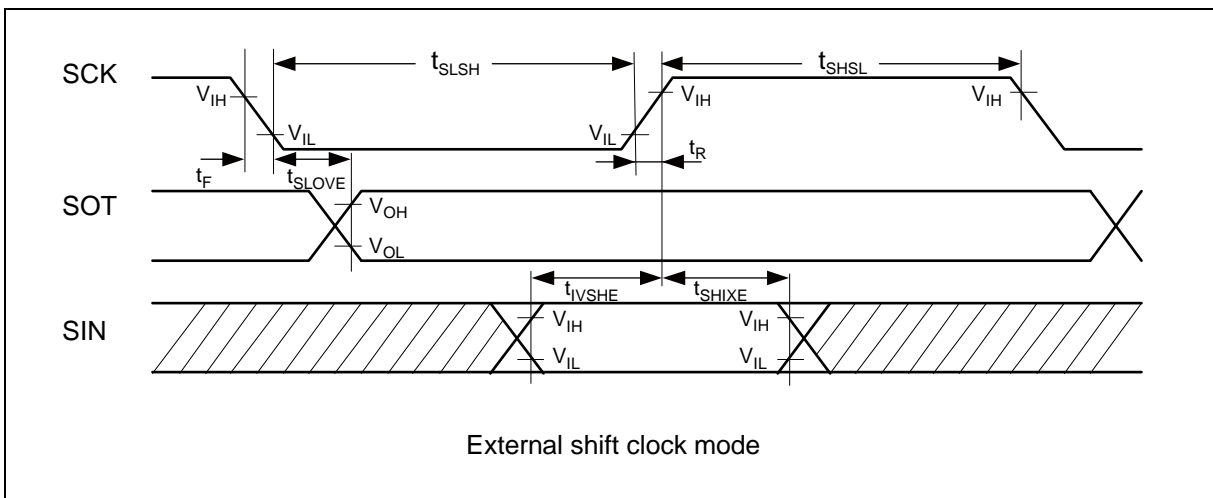 SCK
tSLSH
tSHSL
VIH
VIL
VIL
VIH
VIH
tF
tSLOVE
tR
SOT
VOH
VOL
tIVSHE
tSHIXE
SIN
VIH
VIL
VIH
VIL
External shift clock mode